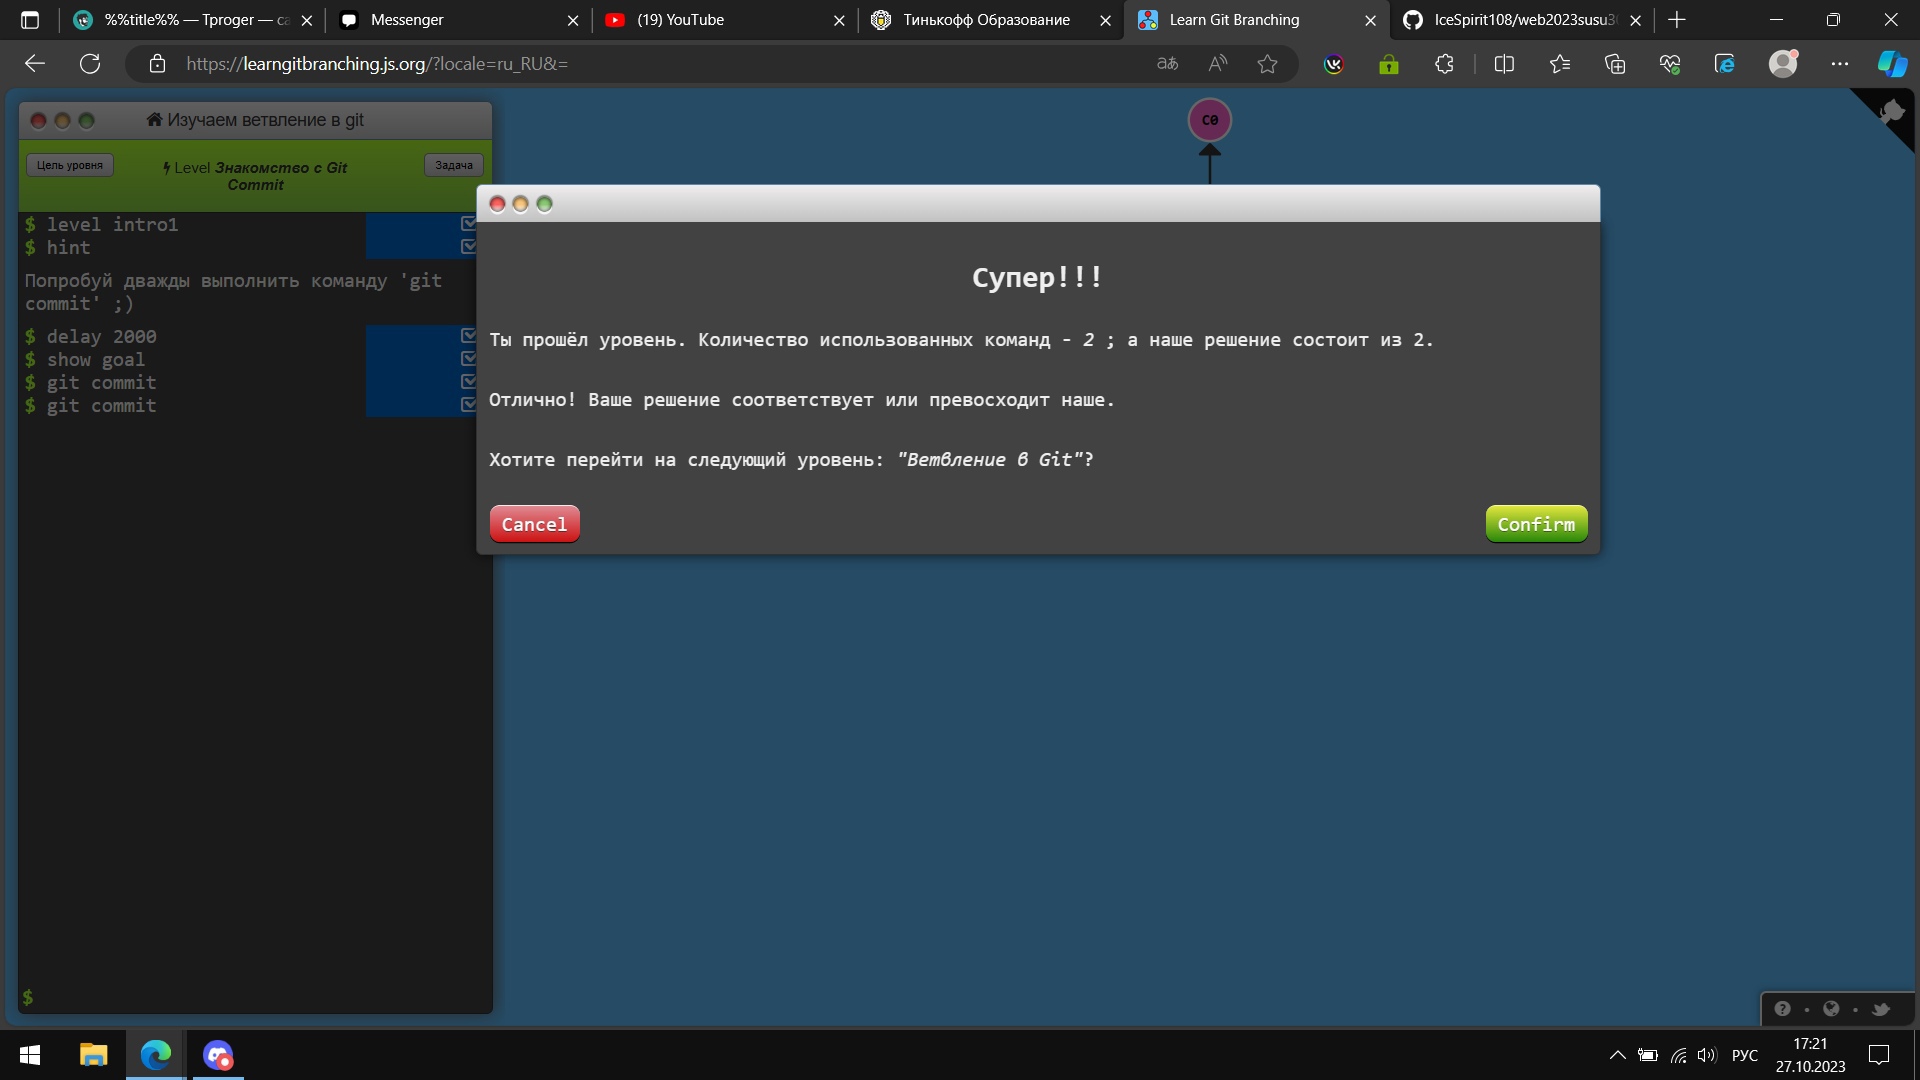 %%title%% — Tproger — са
Messenger
(19) YouTube
Тинькофф Образование
Learn Git Branching
IceSpirit108/web2023susu30
https://learngitbranching.js.org/?locale=ru_RU&=
Изучаем ветвление в git
Цель уровня
Level Знакомство с Git
Commit
Задача
$ level intro1
$ hint
Попробуй дважды выполнить команду 'git
commit' ;)
$ delay 2000
$ show goal
$ git commit
$ git commit
$
C0
Супер!!!
Ты прошёл уровень. Количество использованных команд - 2 ; а наше решение состоит из 2.
Отлично! Ваше решение соответствует или превосходит наше.
Хотите перейти на следующий уровень: "Ветвление в Git"?
Cancel
Confirm
РУС
17:21
27.10.2023